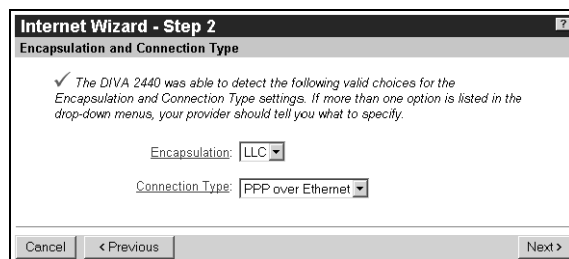 Internet Wizard - Step 2
?
Encapsulation and Connection Type
The DIVA 2440 was able to detect the following valid choices for the
Encapsulation and Connection Type settings. If more than one option is listed in the
drop-down menus, your provider should tell you what to specify.
Encapsulation: LLC
Connection Type: PPP over Ethernet
Cancel
< Previous
Next >